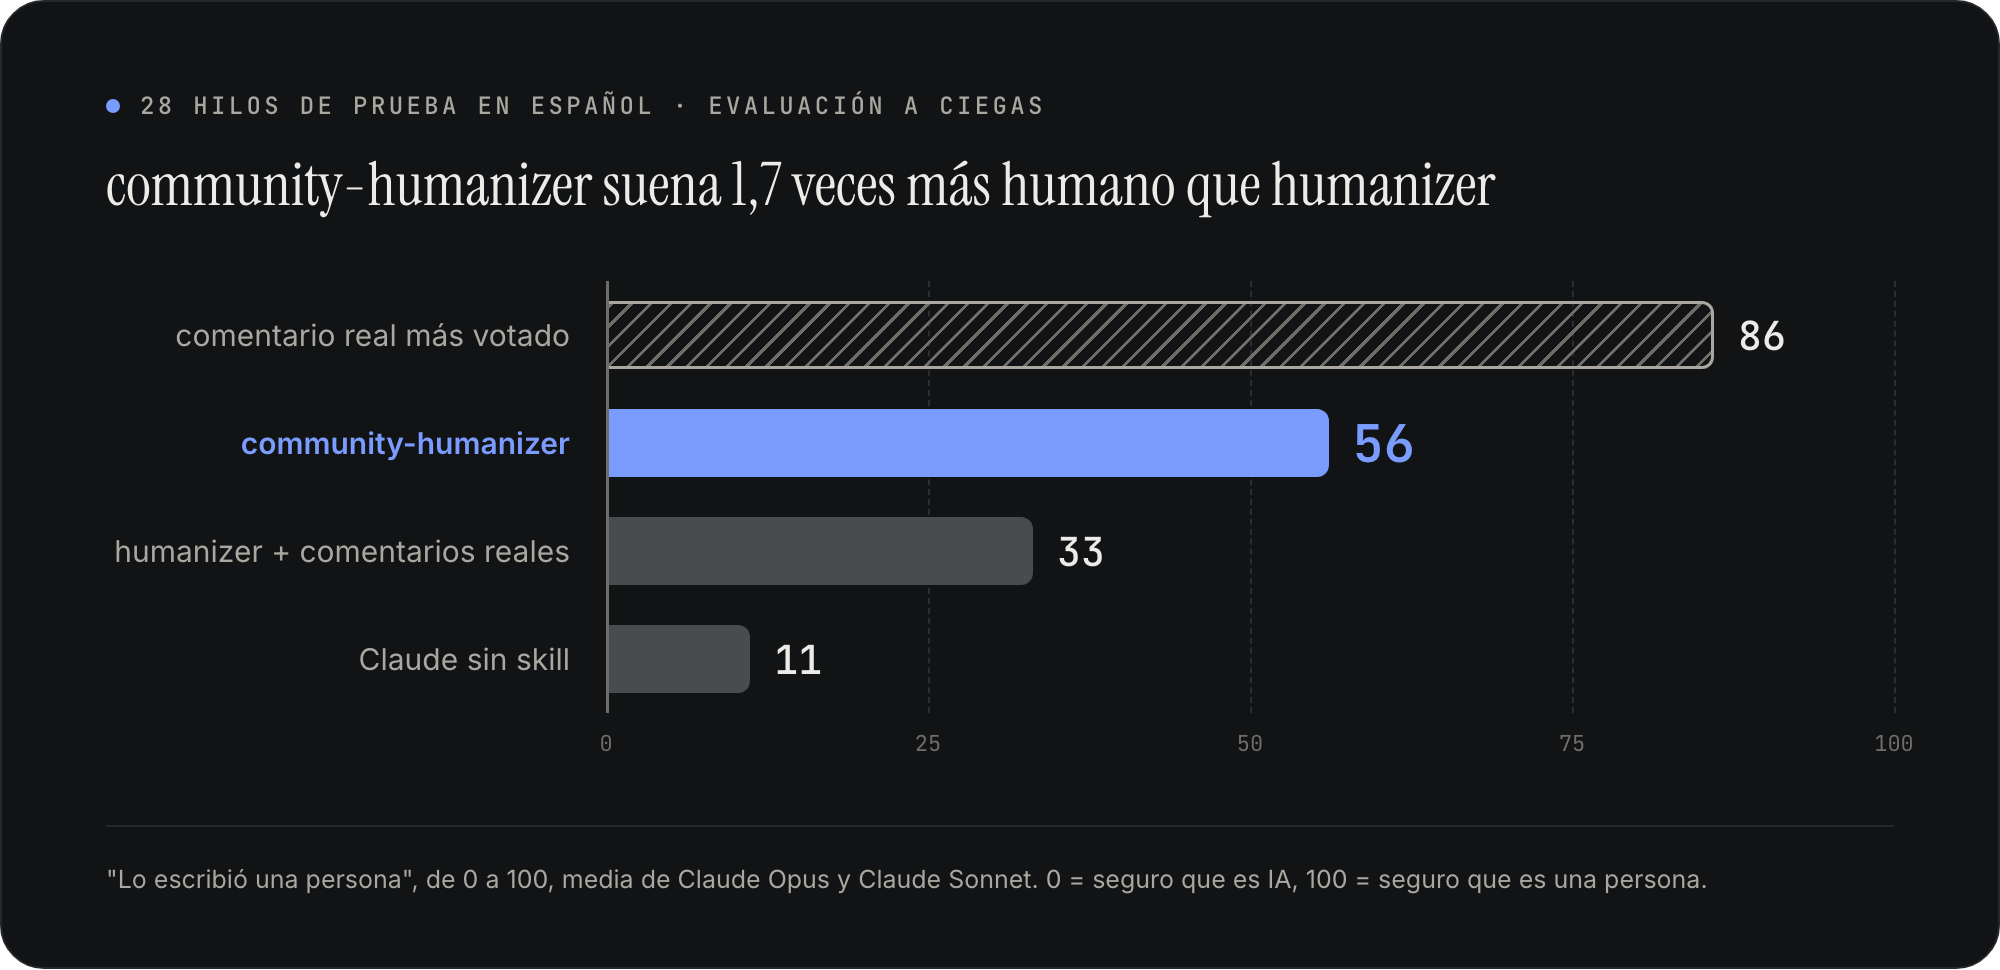 28 HILOS DE PRUEBA EN ESPAÑOL · EVALUACIÓN A CIEGAS
community-humanizer suena 1,7 veces más humano que humanizer
comentario real más votado 86
community-humanizer 56
humanizer + comentarios reales 33
Claude sin skill 11
0 25 50 75 100
"Lo escribió una persona", de 0 a 100, media de Claude Opus y Claude Sonnet. 0 = seguro que es IA, 100 = seguro que es una persona.